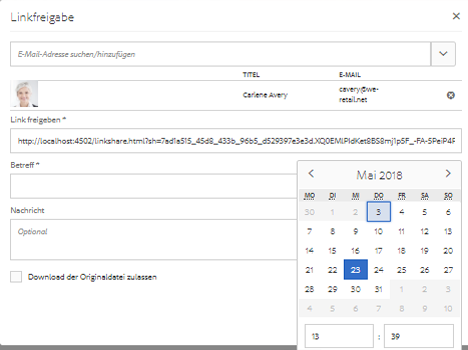 Linkfreigabe
E-Mail-Adresse suchen/hinzufügen
TITEL E-MAIL
Carlene Avery cavery@we-retail.net
Link freigeben *
http://localhost:4502/linkshare.html?sh=7ad1a515_45d8_433b_96b5_d529397e3e3d.XQ0EMlPIdKet8BS8mj1p5F_-FA-5PeiP4F
Betreff *
Mai 2018
MO DI MI DO FR SA SO
30 1 2 3 4 5 6
7 8 9 10 11 12 13
Nachricht
14 15 16 17 18 19 20
Optional
21 22 23 24 25 26 27
Download der Originaldatei zulassen
28 29 30 31 1 2 3
4 5 6 7 8 9 10
13 : 39